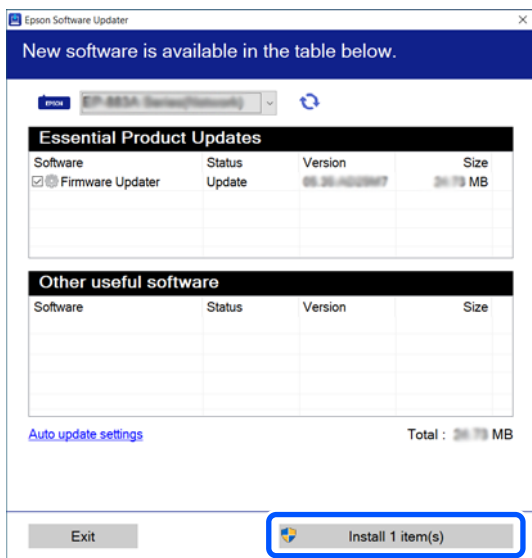 Epson Software Updater
New software is available in the table below.
EPSON
Essential Product Updates
Software Status Version Size
Firmware Updater Update MB
Other useful software
Software Status Version Size
Auto update settings Total : MB
Exit Install 1 item(s)